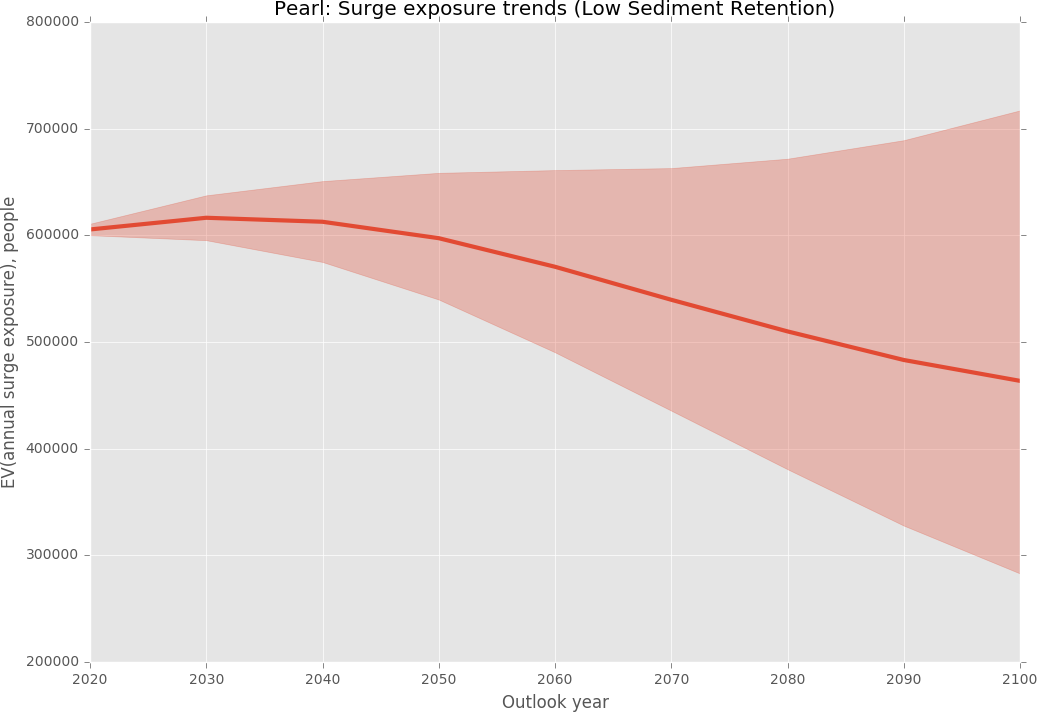 Pearl: Surge exposure trends (Low Sediment Retention)
800000
700000
600000
500000
400000
300000
200000
EV(annual surge exposure), people
2020 2030 2040 2050 2060 2070 2080 2090 2100
Outlook year